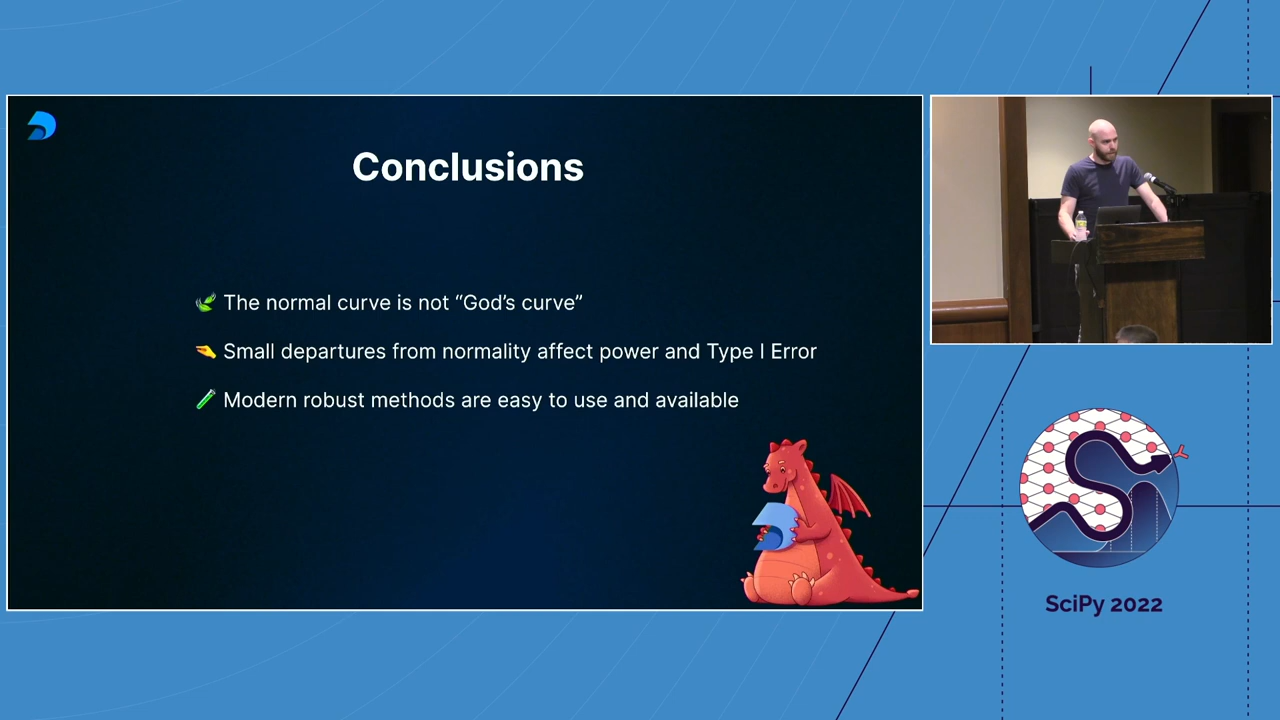 Conclusions
The normal curve is not “God’s curve”
Small departures from normality affect power and Type I Error
Modern robust methods are easy to use and available
SciPy 2022